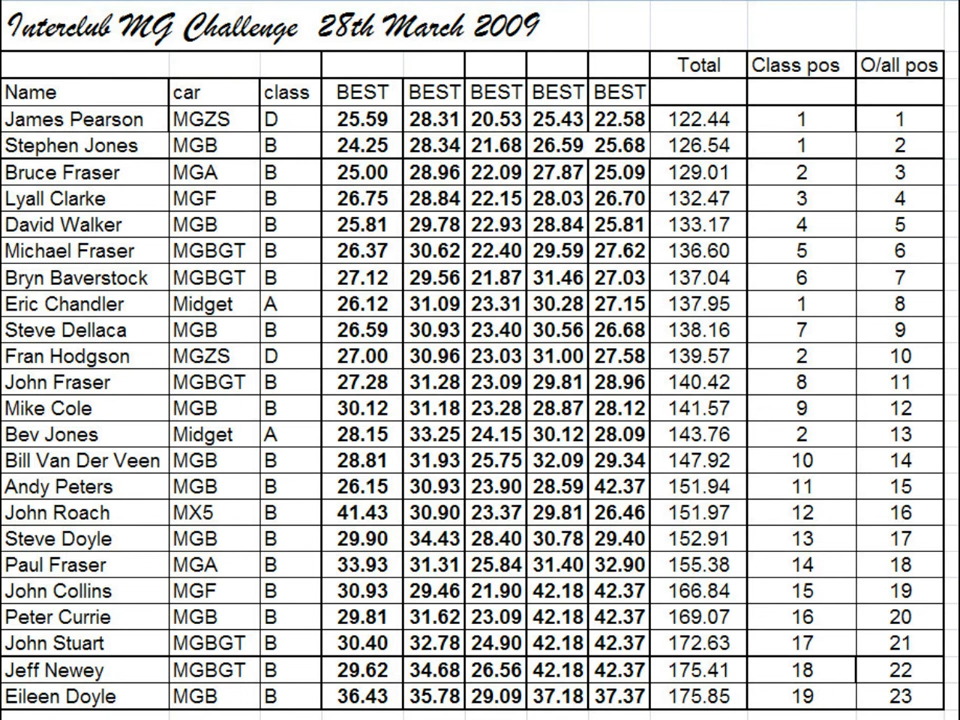 Interclub MG Challenge 28th March 2009
Total Class pos O/all pos
Name car class BEST BEST BEST BEST BEST
James Pearson MGZS D 25.59 28.31 20.53 25.43 22.58 122.44 1 1
Stephen Jones MGB B 24.25 28.34 21.68 26.59 25.68 126.54 1 2
Bruce Fraser MGA B 25.00 28.96 22.09 27.87 25.09 129.01 2 3
Lyall Clarke MGF B 26.75 28.84 22.15 28.03 26.70 132.47 3 4
David Walker MGB B 25.81 29.78 22.93 28.84 25.81 133.17 4 5
Michael Fraser MGBGT B 26.37 30.62 22.40 29.59 27.62 136.60 5 6
Bryn Baverstock MGBGT B 27.12 29.56 21.87 31.46 27.03 137.04 6 7
Eric Chandler Midget A 26.12 31.09 23.31 30.28 27.15 137.95 1 8
Steve Dellaca MGB B 26.59 30.93 23.40 30.56 26.68 138.16 7 9
Fran Hodgson MGZS D 27.00 30.96 23.03 31.00 27.58 139.57 2 10
John Fraser MGBGT B 27.28 31.28 23.09 29.81 28.96 140.42 8 11
Mike Cole MGB B 30.12 31.18 23.28 28.87 28.12 141.57 9 12
Bev Jones Midget A 28.15 33.25 24.15 30.12 28.09 143.76 2 13
Bill Van Der Veen MGB B 28.81 31.93 25.75 32.09 29.34 147.92 10 14
Andy Peters MGB B 26.15 30.93 23.90 28.59 42.37 151.94 11 15
John Roach MX5 B 41.43 30.90 23.37 29.81 26.46 151.97 12 16
Steve Doyle MGB B 29.90 34.43 28.40 30.78 29.40 152.91 13 17
Paul Fraser MGA B 33.93 31.31 25.84 31.40 32.90 155.38 14 18
John Collins MGF B 30.93 29.46 21.90 42.18 42.37 166.84 15 19
Peter Currie MGB B 29.81 31.62 23.09 42.18 42.37 169.07 16 20
John Stuart MGBGT B 30.40 32.78 24.90 42.18 42.37 172.63 17 21
Jeff Newey MGBGT B 29.62 34.68 26.56 42.18 42.37 175.41 18 22
Eileen Doyle MGB B 36.43 35.78 29.09 37.18 37.37 175.85 19 23